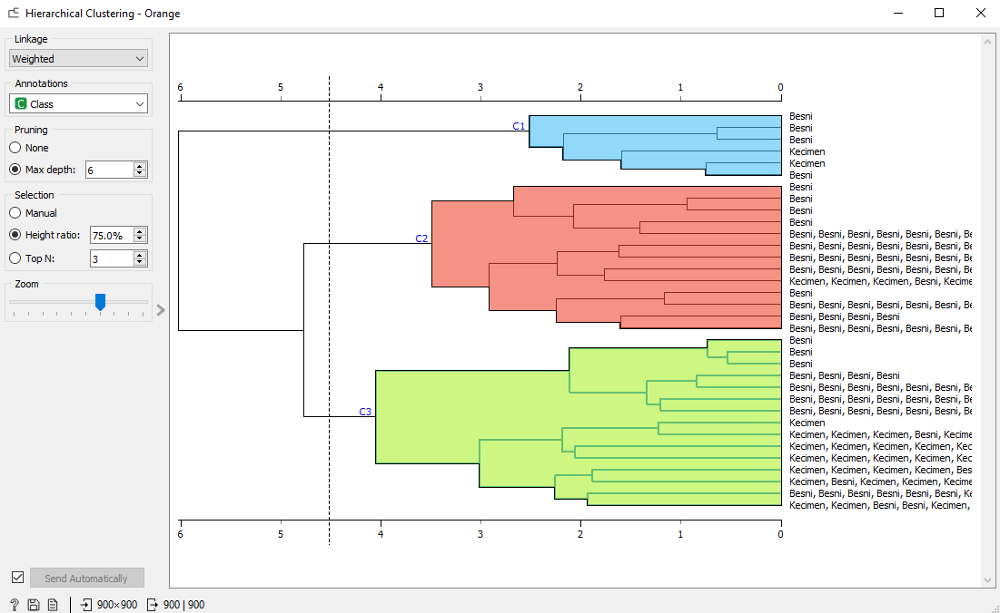 Hierarchical Clustering - Orange
Linkage
Weighted
Annotations
C Class
Pruning
None
Max depth: 6
Selection
Manual
Height ratio: 75.0%
Top N: 3
Zoom
Send Automatically
? 900×900 900 | 900
6 5 4 3 2 1 0
C1
C2
C3
Besni
Besni
Besni
Kecimen
Kecimen
Besni
Besni
Besni
Besni
Besni
Besni, Besni, Besni, Besni, Besni, Besni, Be
Besni, Besni, Besni, Besni, Besni, Besni, Be
Besni, Besni, Besni, Besni, Besni, Besni, Be
Besni, Besni, Besni, Besni, Besni, Besni, Be
Kecimen, Kecimen, Kecimen, Besni, Kecime
Besni
Besni, Besni, Besni, Besni, Besni, Besni, Be
Besni, Besni, Besni, Besni
Besni, Besni, Besni, Besni, Besni, Besni, Be
Besni
Besni
Besni
Besni, Besni, Besni, Besni
Besni, Besni, Besni, Besni, Besni, Besni, Be
Besni, Besni, Besni, Besni, Besni, Besni, Be
Besni, Besni, Besni, Besni, Besni, Besni, Be
Kecimen
Kecimen, Kecimen, Kecimen, Besni, Kecime
Kecimen, Kecimen, Kecimen, Kecimen, Kec
Kecimen, Kecimen, Kecimen, Kecimen, Kec
Kecimen, Kecimen, Kecimen, Kecimen, Bes
Kecimen, Besni, Kecimen, Kecimen, Kecime
Besni, Besni, Besni, Besni, Besni, Besni, Ke
Kecimen, Kecimen, Besni, Besni, Kecimen,
6 5 4 3 2 1 0